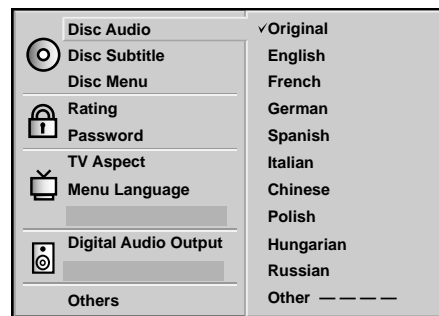 Disc Audio
Disc Subtitle
Disc Menu
Rating
Password
TV Aspect
Menu Language
Digital Audio Output
Others
✓Original
English
French
German
Spanish
Italian
Chinese
Polish
Hungarian
Russian
Other — — — —